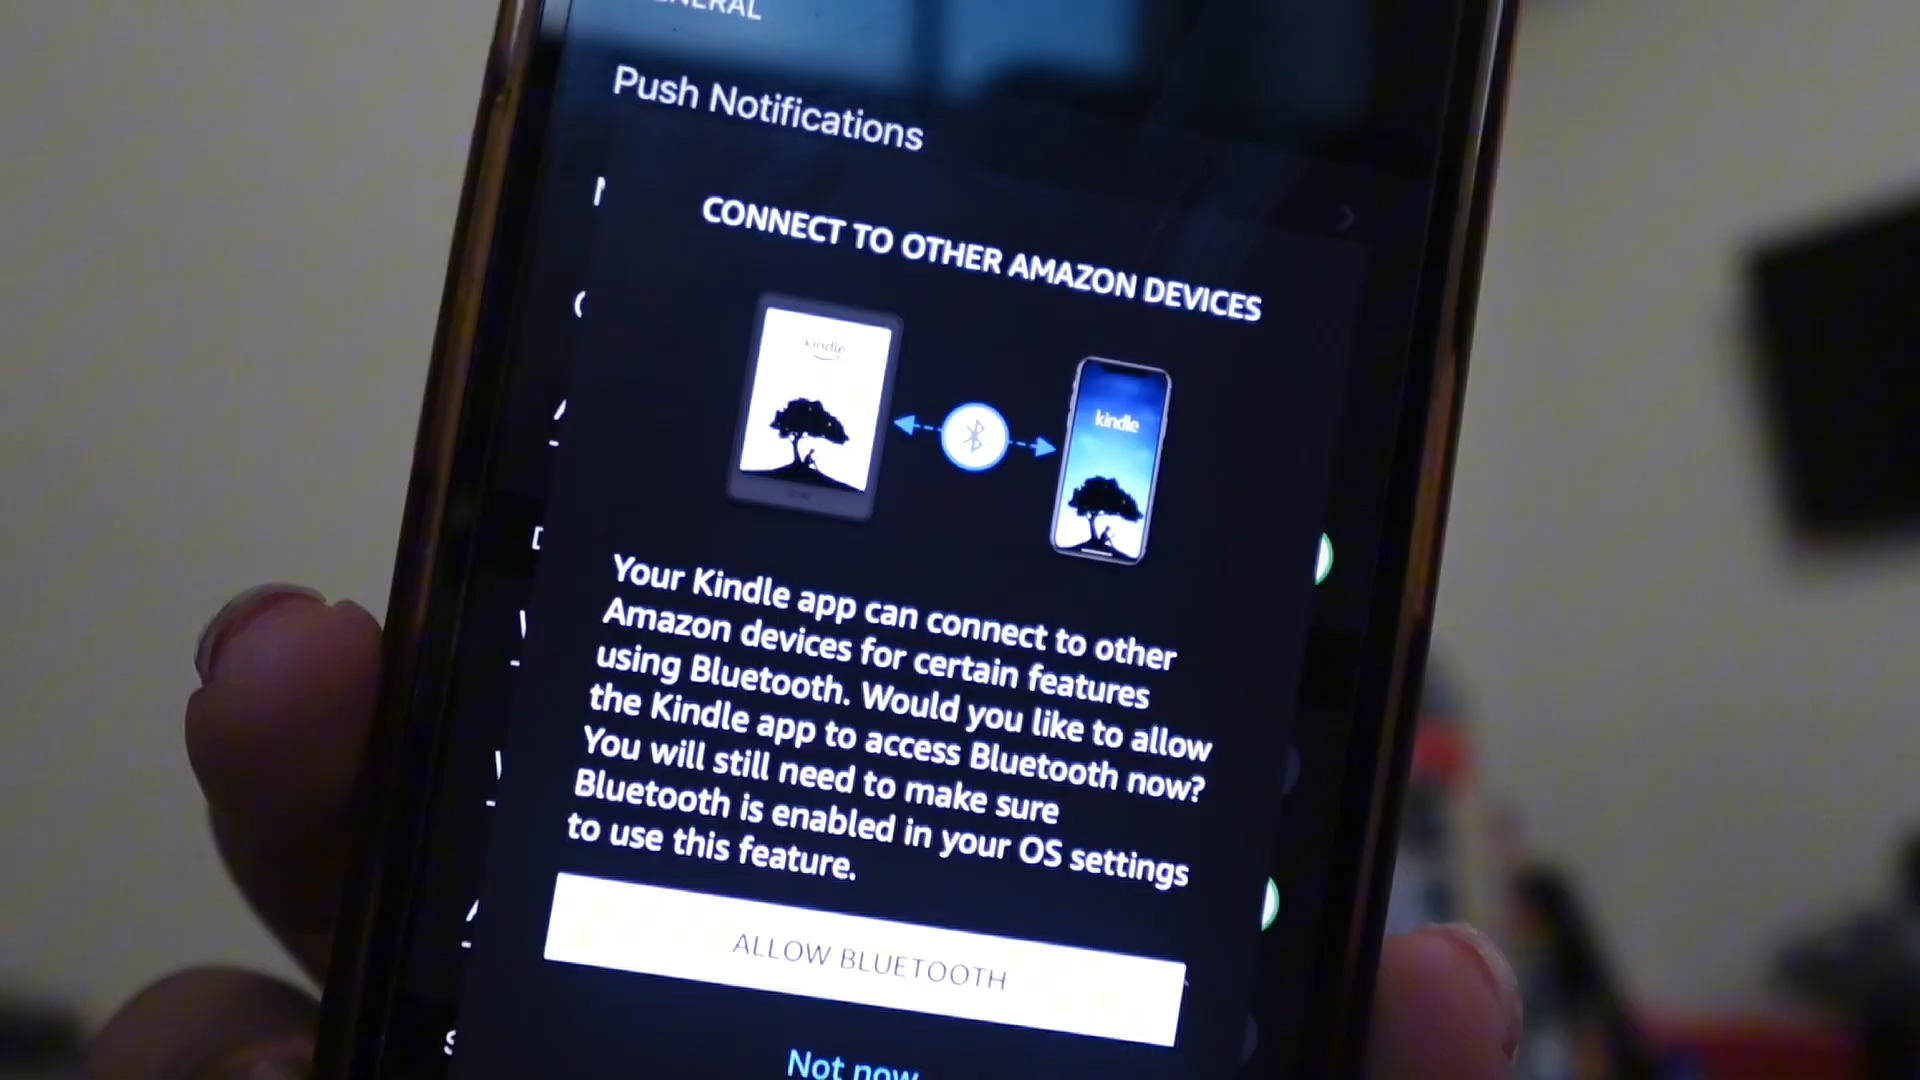 Push Notifications
CONNECT TO OTHER AMAZON DEVICES
kindle
kindle
Your Kindle app can connect to other
Amazon devices for certain features
using Bluetooth. Would you like to allow
the Kindle app to access Bluetooth now?
You will still need to make sure
Bluetooth is enabled in your OS settings
to use this feature.
ALLOW BLUETOOTH
Not now